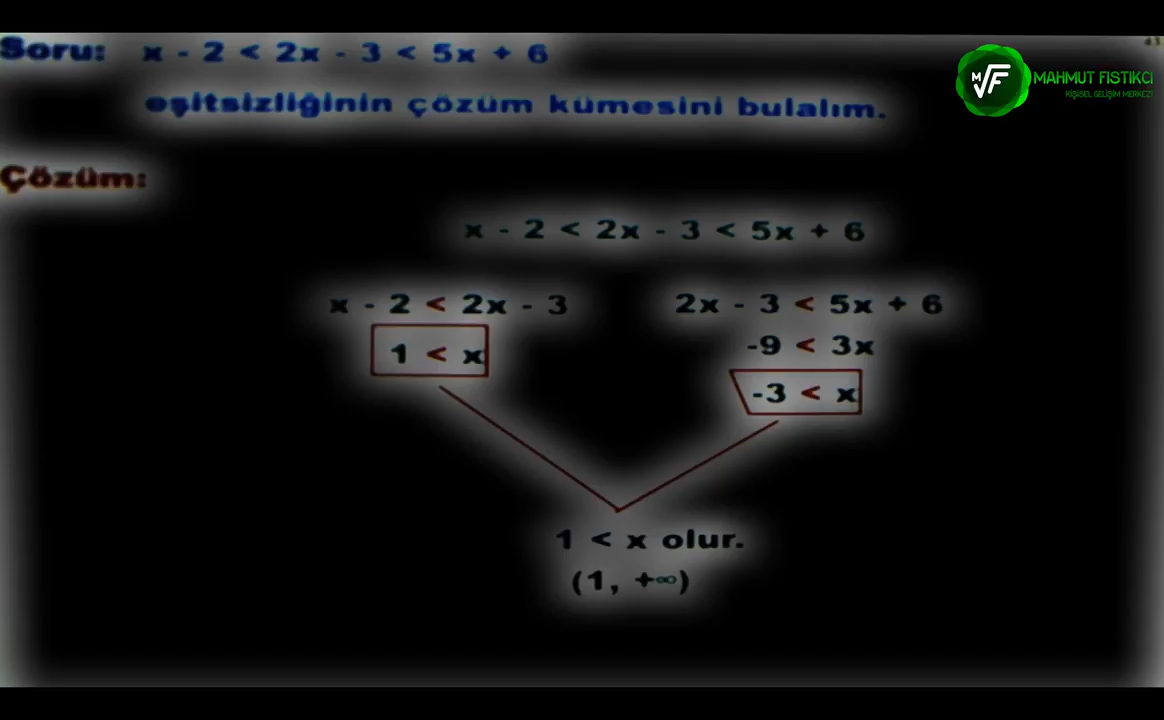 Soru: x - 2 < 2x - 3 < 5x + 6
eşitsizliğinin çözüm kümesini bulalım.
MAHMUT FISTIKCI
KİŞİSEL GELİŞİM MERKEZİ
Çözüm:
x - 2 < 2x - 3 < 5x + 6
x - 2 < 2x - 3 2x - 3 < 5x + 6
-9 < 3x
1 < x
-3 < x
1 < x olur.
(1, +∞)